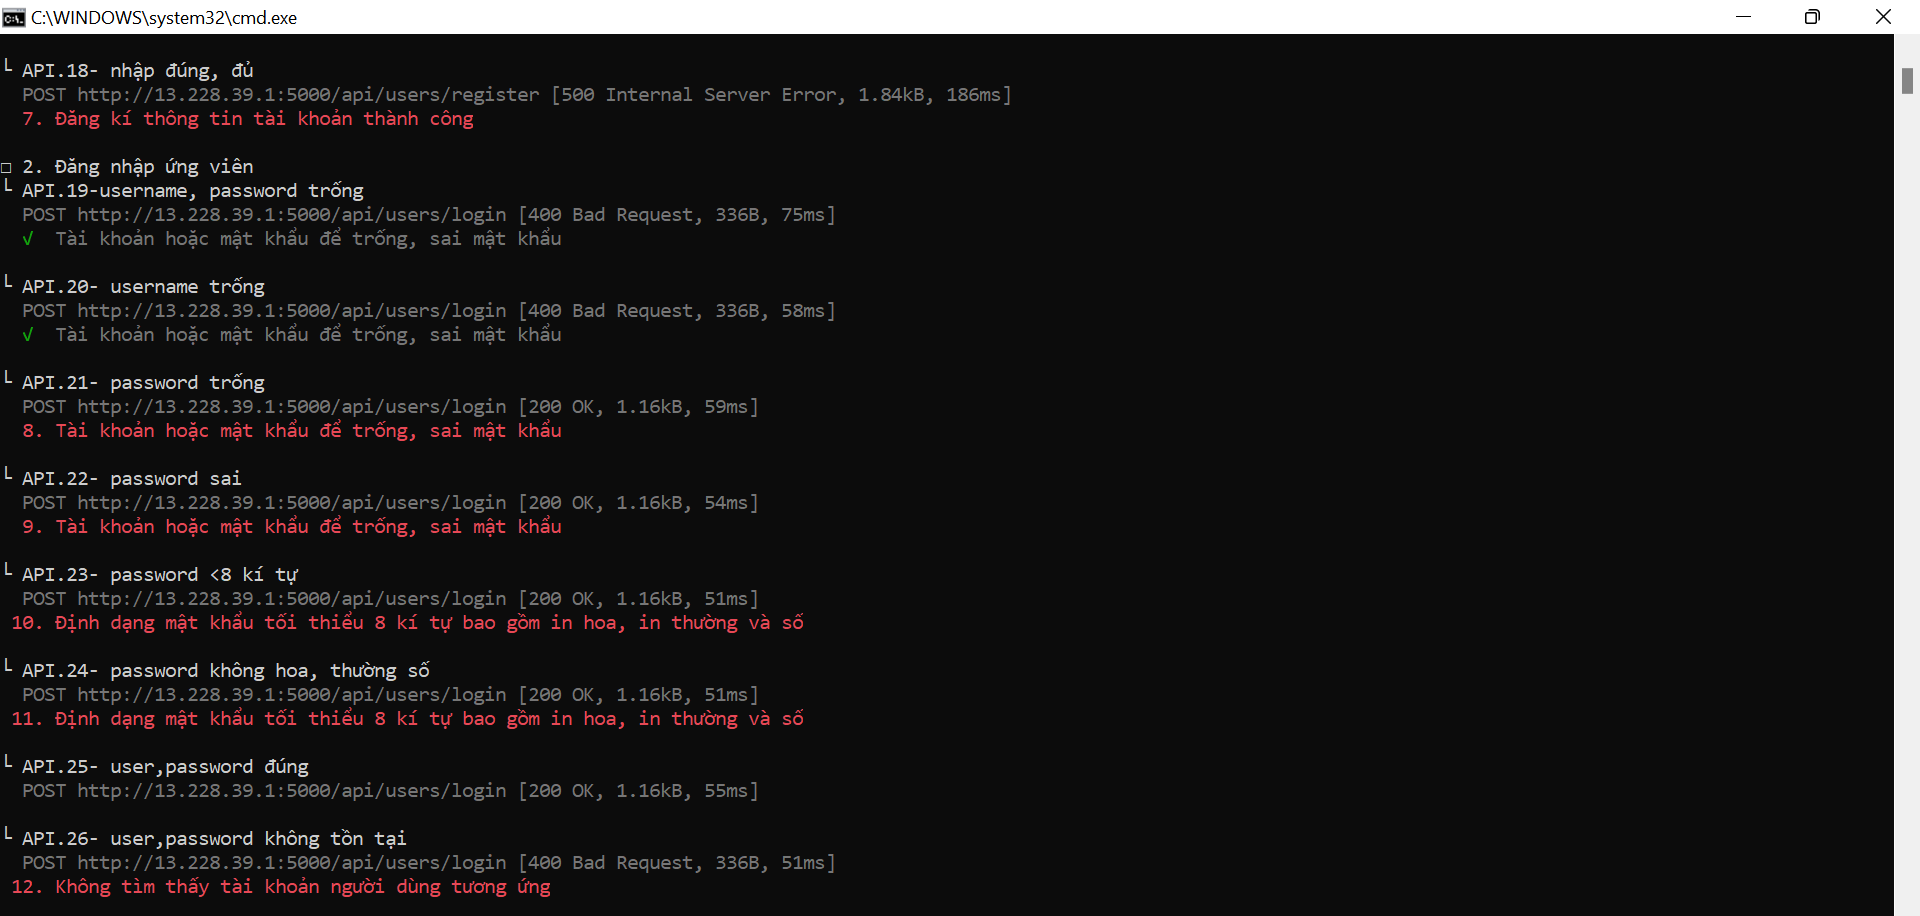 C:\WINDOWS\system32\cmd.exe
└ API.18- nhập đúng, đủ
POST http://13.228.39.1:5000/api/users/register [500 Internal Server Error, 1.84kB, 186ms]
7. Đăng kí thông tin tài khoản thành công
□ 2. Đăng nhập ứng viên
└ API.19-username, password trống
POST http://13.228.39.1:5000/api/users/login [400 Bad Request, 336B, 75ms]
√ Tài khoản hoặc mật khẩu để trống, sai mật khẩu
└ API.20- username trống
POST http://13.228.39.1:5000/api/users/login [400 Bad Request, 336B, 58ms]
√ Tài khoản hoặc mật khẩu để trống, sai mật khẩu
└ API.21- password trống
POST http://13.228.39.1:5000/api/users/login [200 OK, 1.16kB, 59ms]
8. Tài khoản hoặc mật khẩu để trống, sai mật khẩu
└ API.22- password sai
POST http://13.228.39.1:5000/api/users/login [200 OK, 1.16kB, 54ms]
9. Tài khoản hoặc mật khẩu để trống, sai mật khẩu
└ API.23- password <8 kí tự
POST http://13.228.39.1:5000/api/users/login [200 OK, 1.16kB, 51ms]
10. Định dạng mật khẩu tối thiểu 8 kí tự bao gồm in hoa, in thường và số
└ API.24- password không hoa, thường số
POST http://13.228.39.1:5000/api/users/login [200 OK, 1.16kB, 51ms]
11. Định dạng mật khẩu tối thiểu 8 kí tự bao gồm in hoa, in thường và số
└ API.25- user,password đúng
POST http://13.228.39.1:5000/api/users/login [200 OK, 1.16kB, 55ms]
└ API.26- user,password không tồn tại
POST http://13.228.39.1:5000/api/users/login [400 Bad Request, 336B, 51ms]
12. Không tìm thấy tài khoản người dùng tương ứng